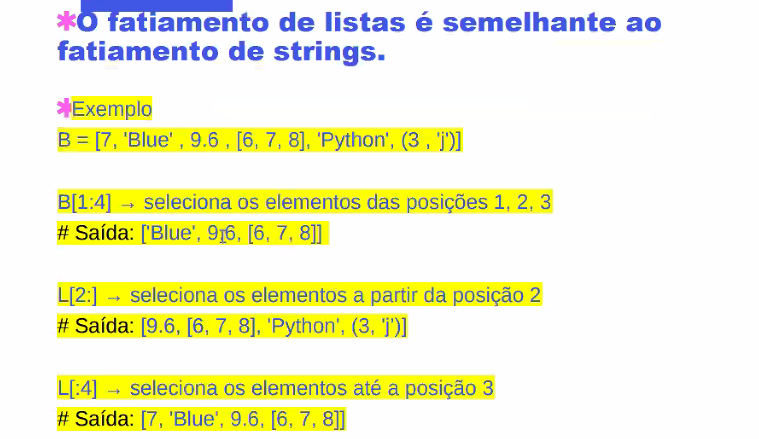 *O fatiamento de listas é semelhante ao
fatiamento de strings.
*Exemplo
B = [7, 'Blue' , 9.6 , [6, 7, 8], 'Python', (3 , 'j')]
B[1:4] → seleciona os elementos das posições 1, 2, 3
# Saída: ['Blue', 9.6, [6, 7, 8]]
L[2:] → seleciona os elementos a partir da posição 2
# Saída: [9.6, [6, 7, 8], 'Python', (3, 'j')]
L[:4] → seleciona os elementos até a posição 3
# Saída: [7, 'Blue', 9.6, [6, 7, 8]]